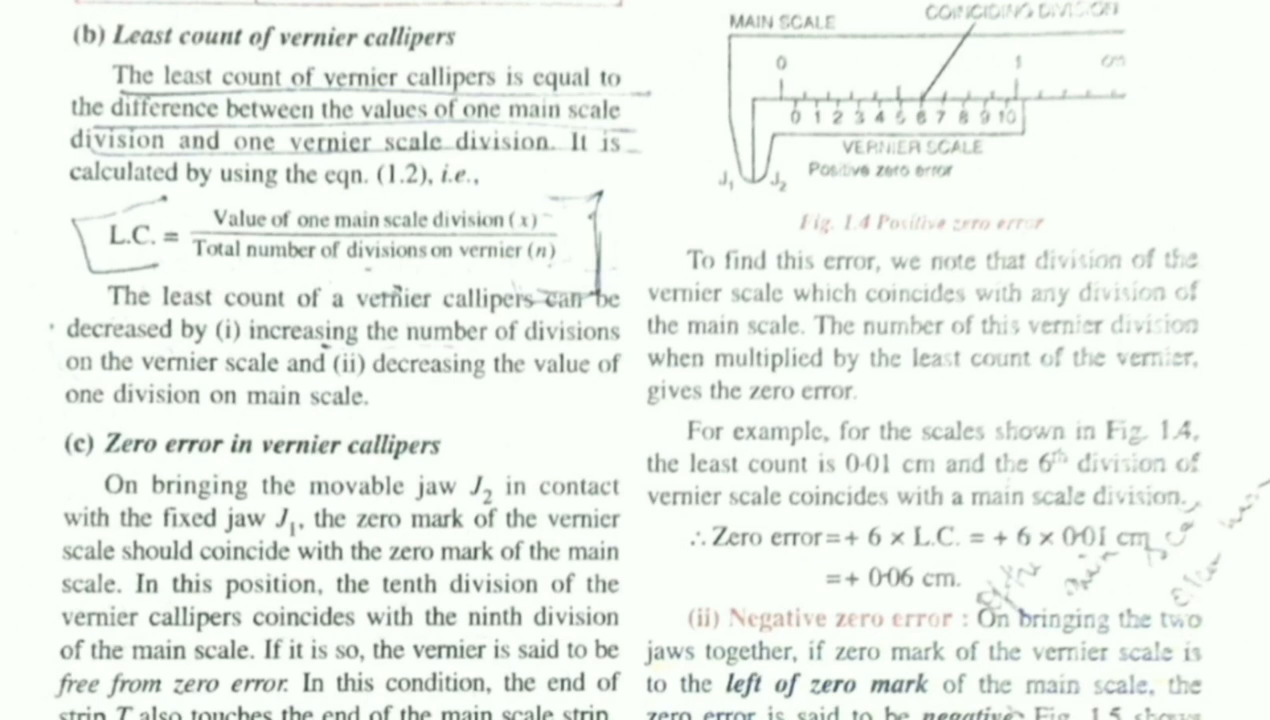 (b) Least count of vernier callipers
The least count of vernier callipers is equal to
the difference between the values of one main scale
division and one vernier scale division. It is
calculated by using the eqn. (1.2), i.e.,
L.C. = Value of one main scale division (x)
Total number of divisions on vernier (n)
The least count of a vernier callipers can be
decreased by (i) increasing the number of divisions
on the vernier scale and (ii) decreasing the value of
one division on main scale.
(c) Zero error in vernier callipers
On bringing the movable jaw J₂ in contact
with the fixed jaw J₁, the zero mark of the vernier
scale should coincide with the zero mark of the main
scale. In this position, the tenth division of the
vernier callipers coincides with the ninth division
of the main scale. If it is so, the vernier is said to be
free from zero error. In this condition, the end of
strip T also touches the end of the main scale strip.
COINCIDING DIVISION
MAIN SCALE
0 1 cm
0 1 2 3 4 5 6 7 8 9 10
VERNIER SCALE
J₁ J₂ Positive zero error
Fig. 1.4 Positive zero error
To find this error, we note that division of the
vernier scale which coincides with any division of
the main scale. The number of this vernier division
when multiplied by the least count of the vernier,
gives the zero error.
For example, for the scales shown in Fig. 1.4,
the least count is 0·01 cm and the 6th division of
vernier scale coincides with a main scale division.
∴ Zero error = + 6 × L.C. = + 6 × 0·01 cm
= + 0·06 cm.
(ii) Negative zero error : On bringing the two
jaws together, if zero mark of the vernier scale is
to the left of zero mark of the main scale, the
zero error is said to be negative. Fig. 1.5 shows